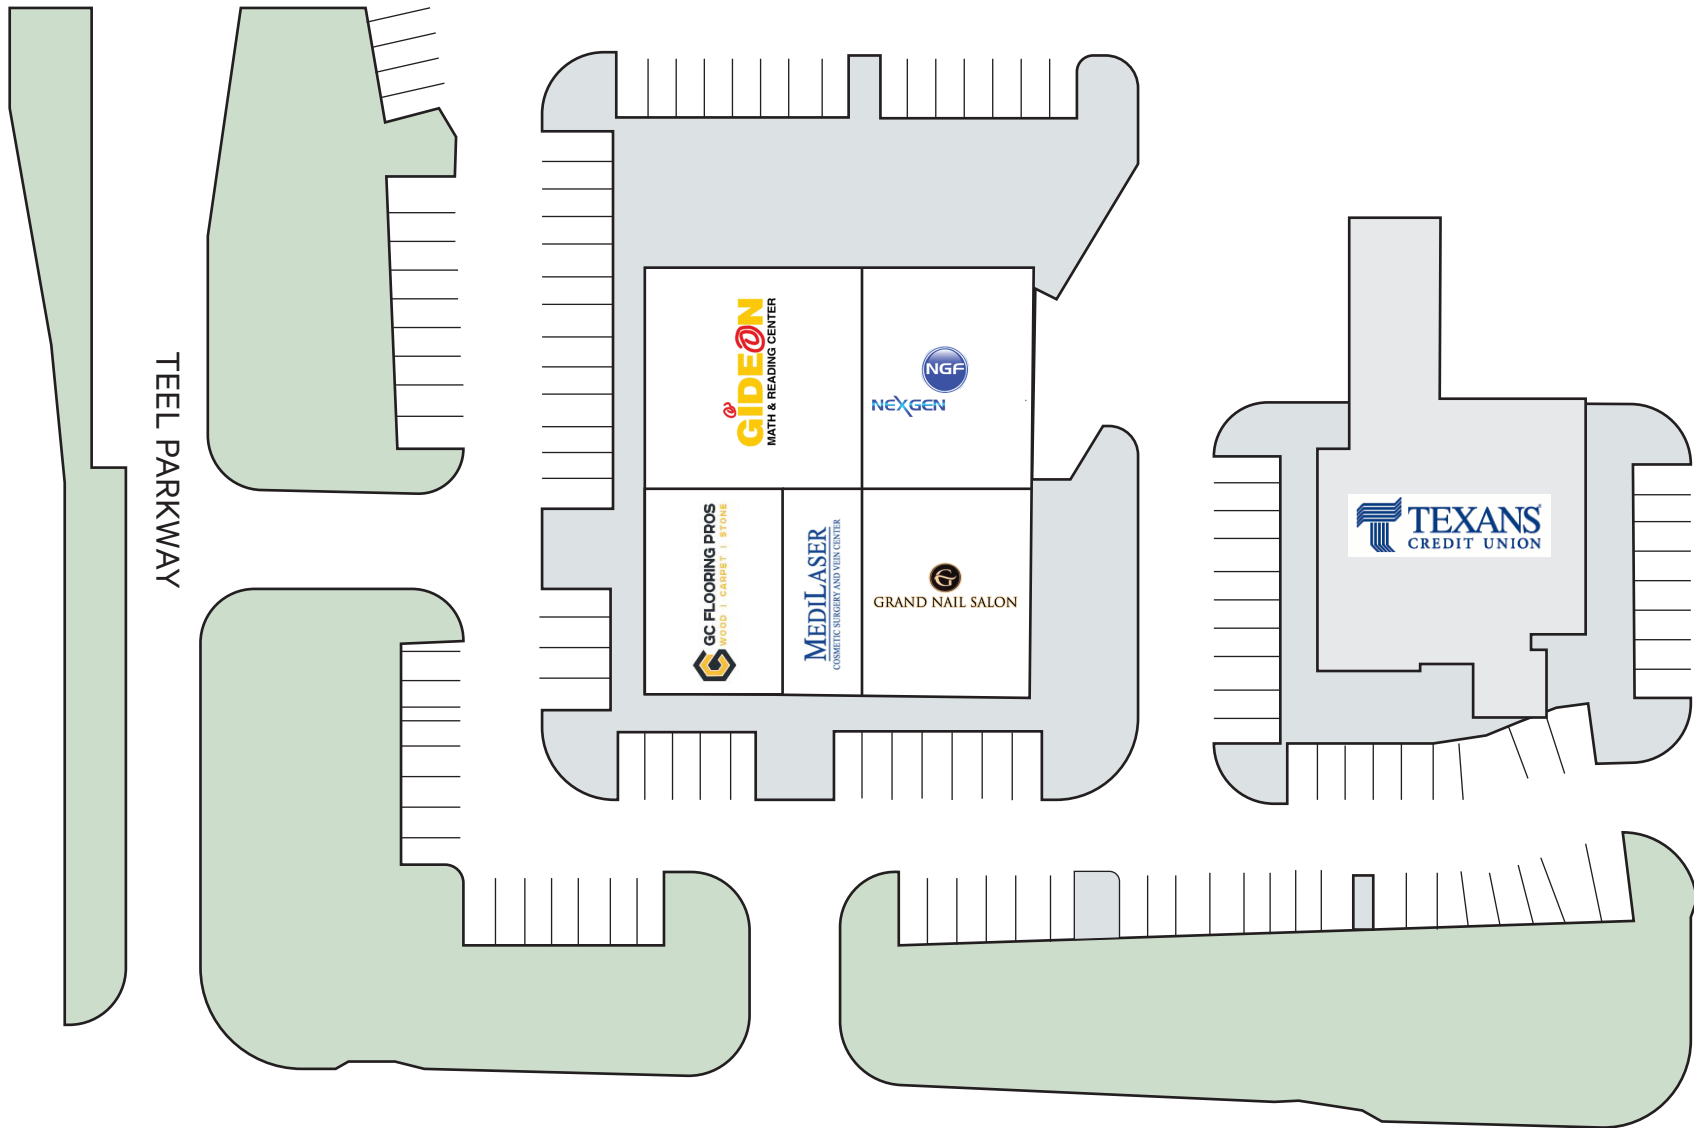 TEEL PARKWAY
GIDE@N
MATH & READING CENTER
NGF
NEXGEN
GC FLOORING PROS
WOOD | CARPET | STONE
MEDILASER
COSMETIC SURGERY AND VEIN CENTER
G
GRAND NAIL SALON
TEXANS
CREDIT UNION